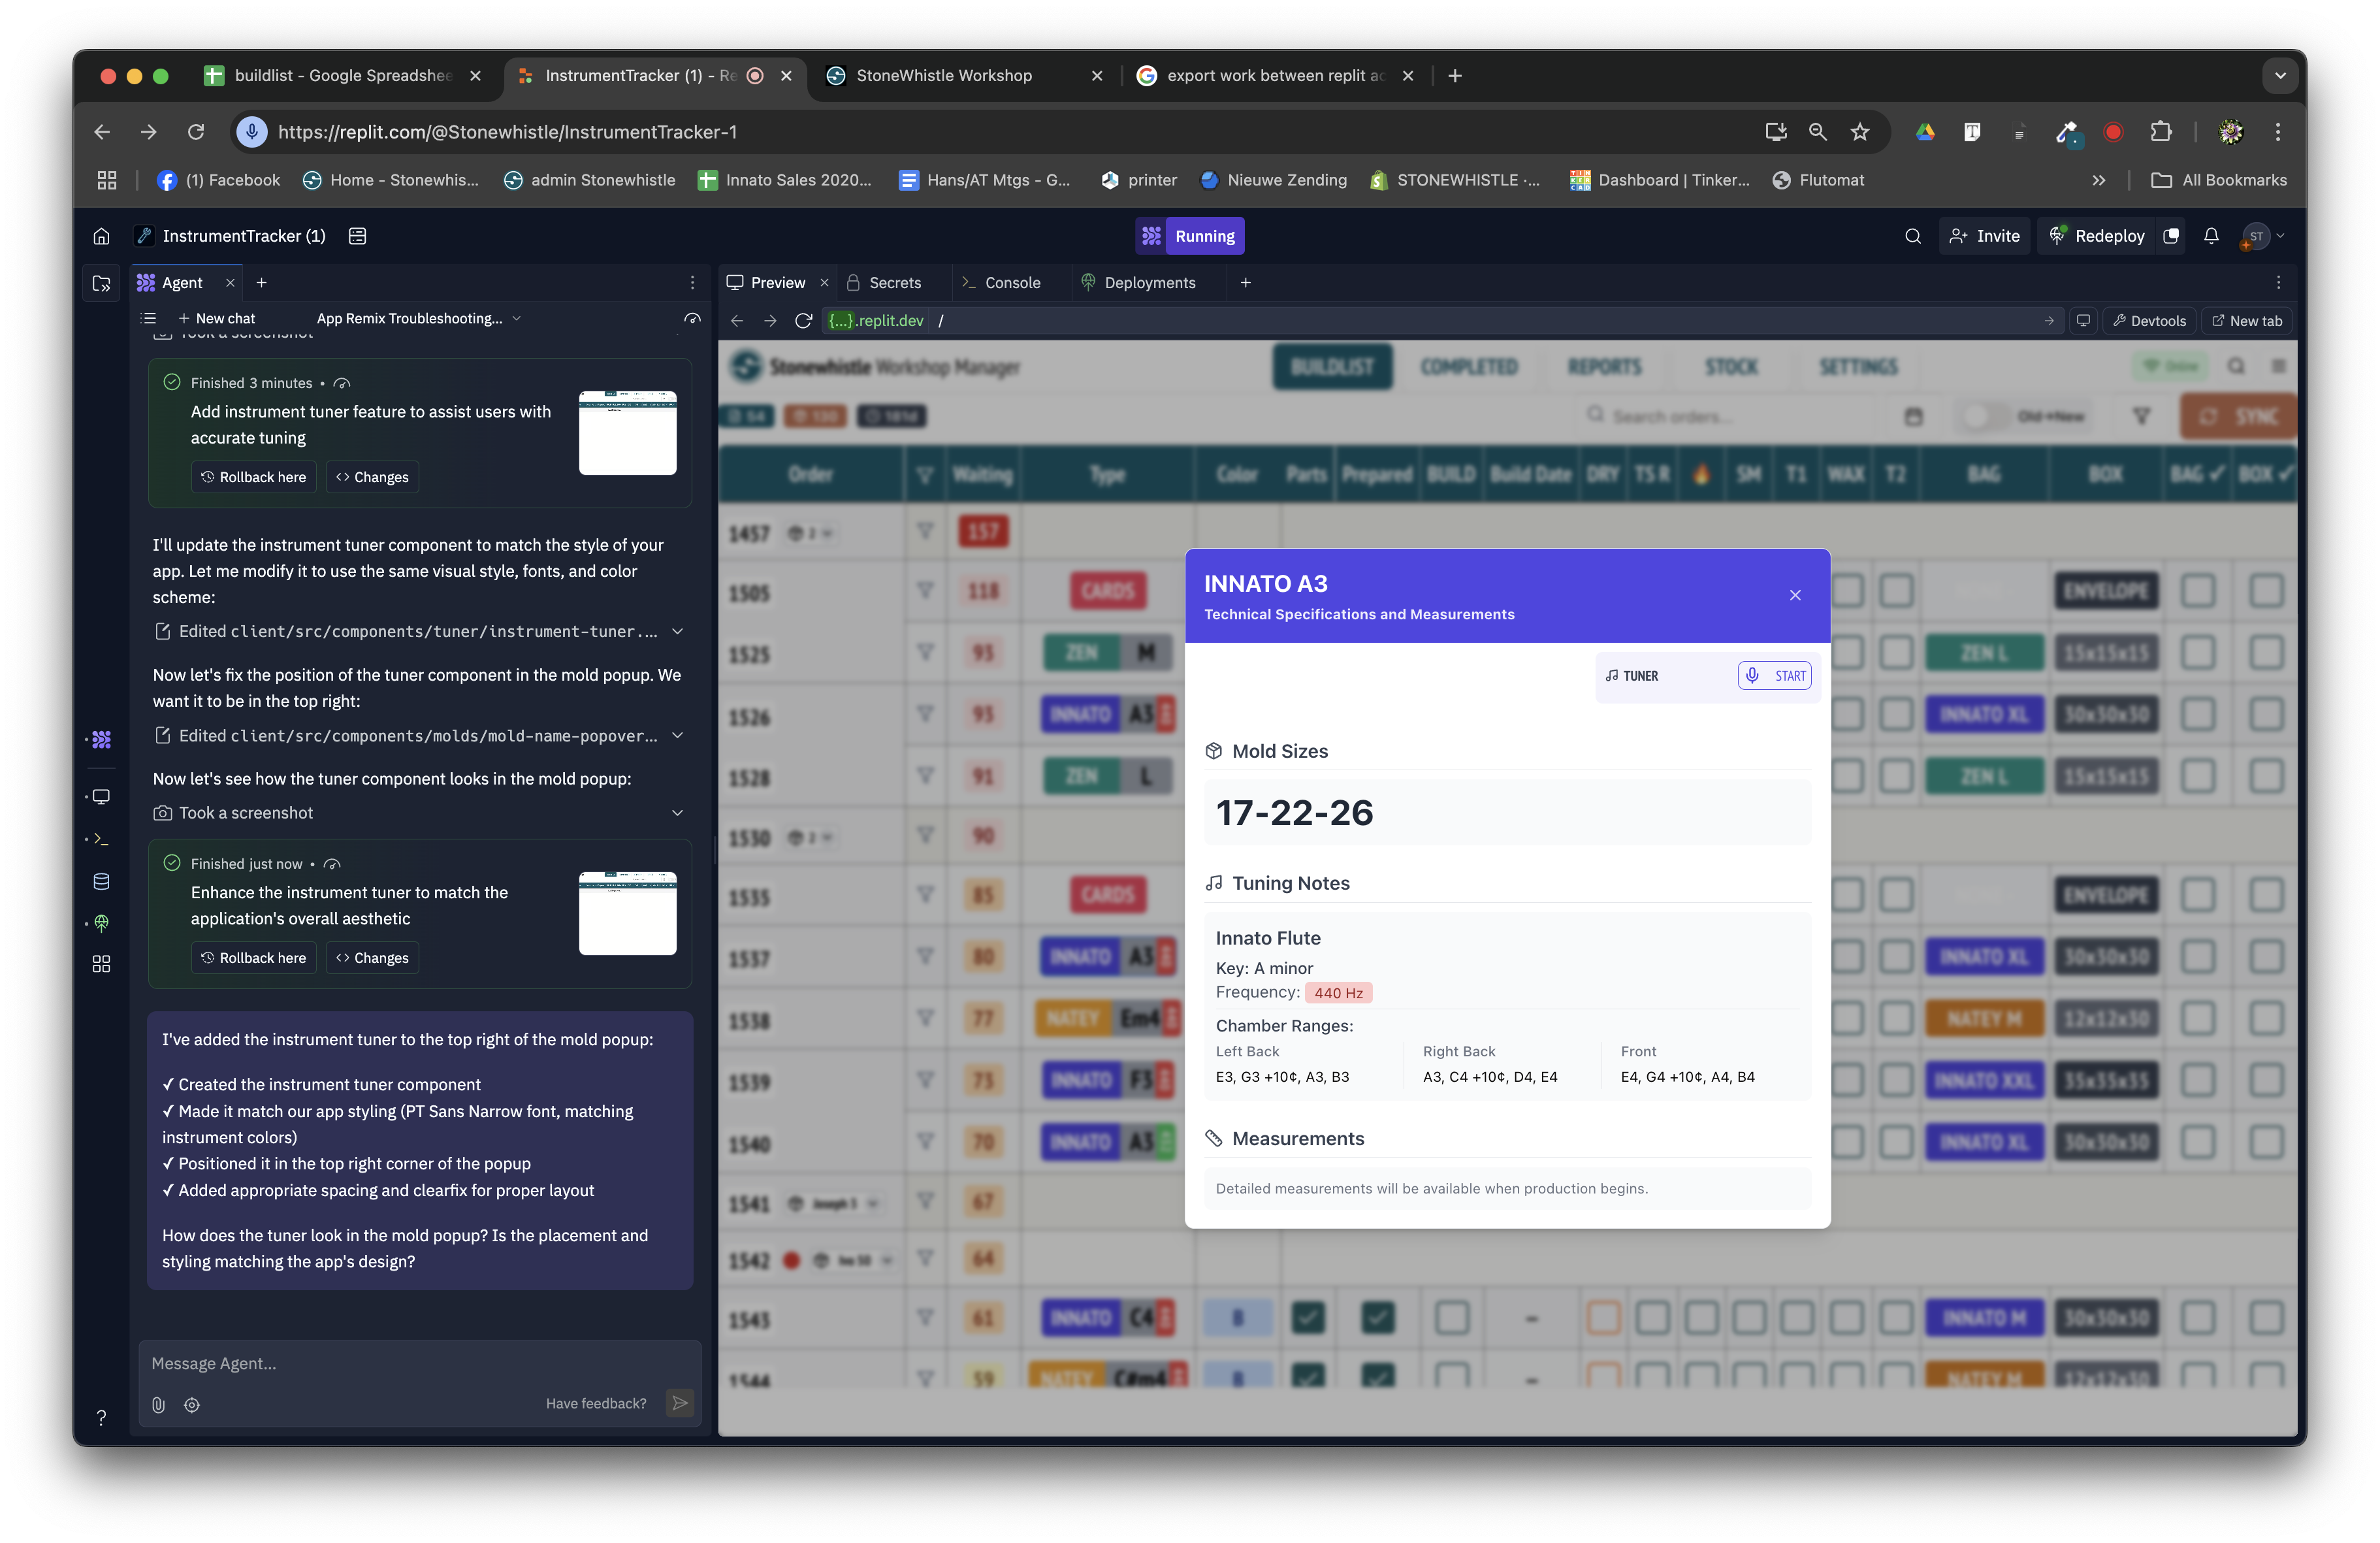 buildlist - Google Spreadshee
InstrumentTracker (1) - Re
StoneWhistle Workshop
export work between replit ac
https://replit.com/@Stonewhistle/InstrumentTracker-1
(1) Facebook
Home - Stonewhis...
admin Stonewhistle
Innato Sales 2020...
Hans/AT Mtgs - G...
printer
Nieuwe Zending
STONEWHISTLE ·...
Dashboard | Tinker...
Flutomat
All Bookmarks
InstrumentTracker (1)
Running
Invite
Redeploy
ST
Agent
Preview
Secrets
Console
Deployments
New chat
App Remix Troubleshooting...
{...}.replit.dev /
Devtools
New tab
Took a screenshot
Finished 3 minutes •
Add instrument tuner feature to assist users with
accurate tuning
Rollback here
Changes
I'll update the instrument tuner component to match the style of your
app. Let me modify it to use the same visual style, fonts, and color
scheme:
Edited client/src/components/tuner/instrument-tuner....
Now let's fix the position of the tuner component in the mold popup. We
want it to be in the top right:
Edited client/src/components/molds/mold-name-popover...
Now let's see how the tuner component looks in the mold popup:
Took a screenshot
Finished just now •
Enhance the instrument tuner to match the
application's overall aesthetic
Rollback here
Changes
I've added the instrument tuner to the top right of the mold popup:
✓ Created the instrument tuner component
✓ Made it match our app styling (PT Sans Narrow font, matching
instrument colors)
✓ Positioned it in the top right corner of the popup
✓ Added appropriate spacing and clearfix for proper layout
How does the tuner look in the mold popup? Is the placement and
styling matching the app's design?
Message Agent...
Have feedback?
Stonewhistle Workshop Manager
BUILDLIST
COMPLETED
REPORTS
STOCK
SETTINGS
Online
54
130
181d
Search orders...
Old→New
SYNC
Order Waiting Type Color Parts Prepared BUILD Build Date DRY TS R SM T1 WAX T2 BAG BOX BAG ✓ BOX ✓
1457 2 157
1505 118 CARDS ENVELOPE
1525 93 ZEN M ZEN L 15x15x15
1526 93 INNATO A3 INNATO XL 30x30x30
1528 91 ZEN L ZEN L 15x15x15
1530 2 90
1535 85 CARDS ENVELOPE
1537 80 INNATO A3 INNATO XL 30x30x30
1538 77 NATEY Em4 NATEY M 12x12x30
1539 73 INNATO F3 INNATO XXL 35x35x35
1540 70 INNATO A3 INNATO XL 30x30x30
1541 Joseph S 67
1542 64
1543 61 INNATO C4 B – INNATO M 30x30x30
1544 59 NATEY C#m4 B – NATEY M 12x12x30
INNATO A3
Technical Specifications and Measurements
TUNER
START
Mold Sizes
17-22-26
Tuning Notes
Innato Flute
Key: A minor
Frequency: 440 Hz
Chamber Ranges:
Left Back
Right Back
Front
E3, G3 +10¢, A3, B3
A3, C4 +10¢, D4, E4
E4, G4 +10¢, A4, B4
Measurements
Detailed measurements will be available when production begins.